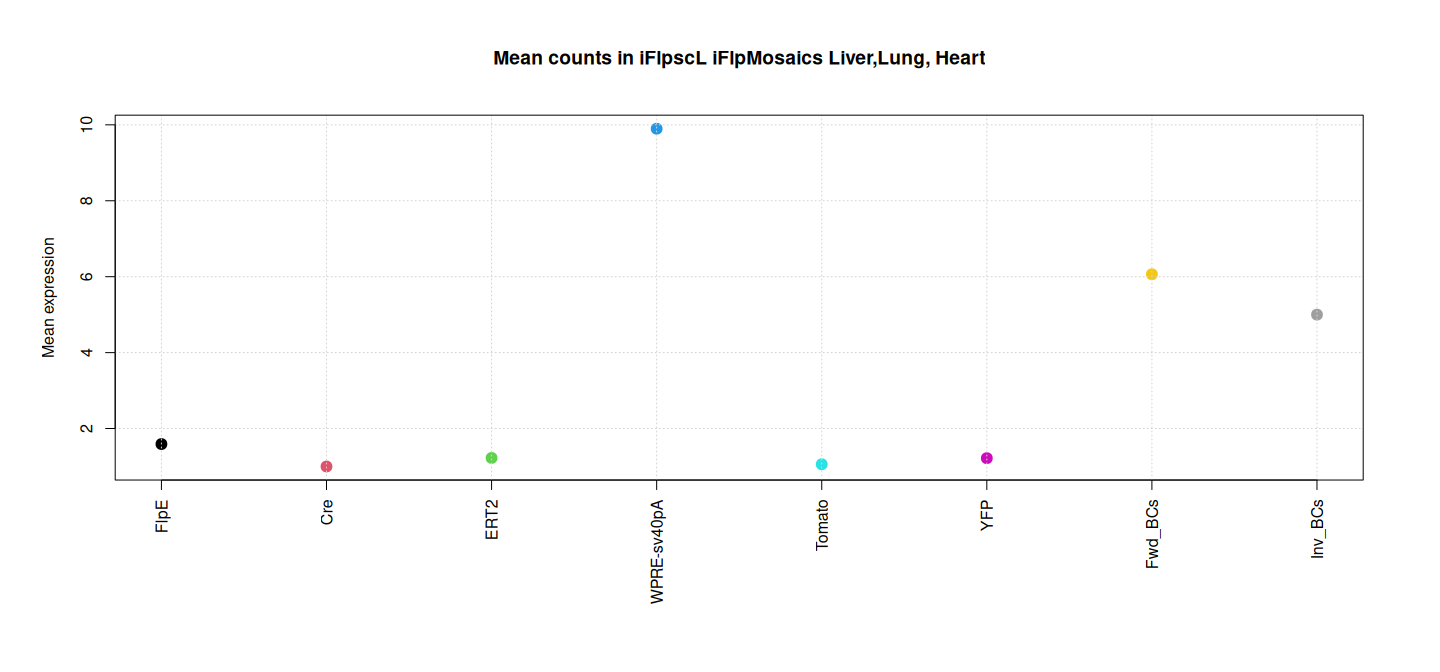 Mean counts in iFlpscL iFlpMosaics Liver,Lung, Heart
Mean expression
10
8
6
4
2
FlpE
Cre
ERT2
WPRE-sv40pA
Tomato
YFP
Fwd_BCs
Inv_BCs